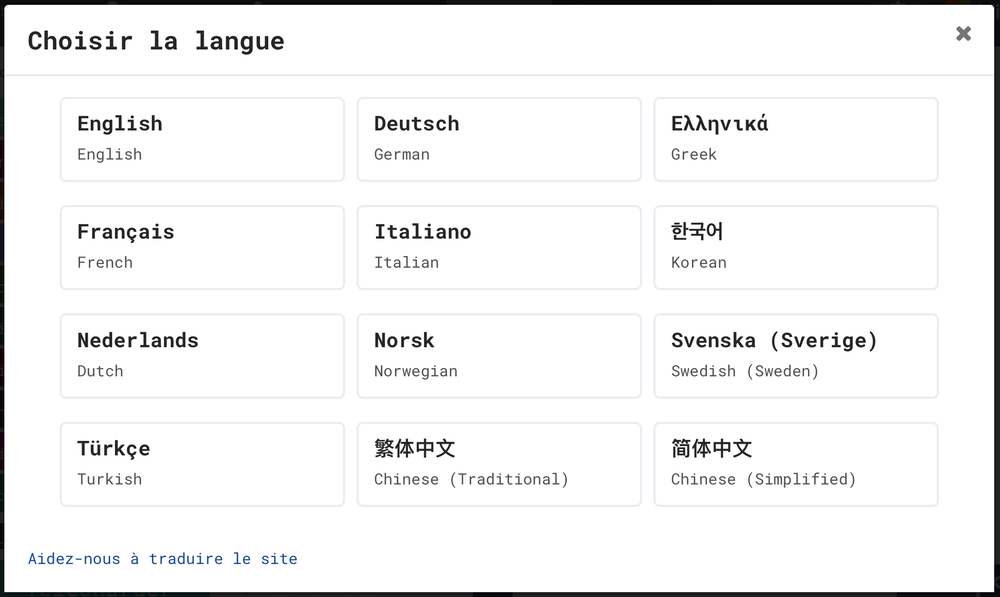 Choisir la langue
English
English
Deutsch
German
Ελληνικά
Greek
Français
French
Italiano
Italian
한국어
Korean
Nederlands
Dutch
Norsk
Norwegian
Svenska (Sverige)
Swedish (Sweden)
Türkçe
Turkish
繁体中文
Chinese (Traditional)
简体中文
Chinese (Simplified)
Aidez-nous à traduire le site